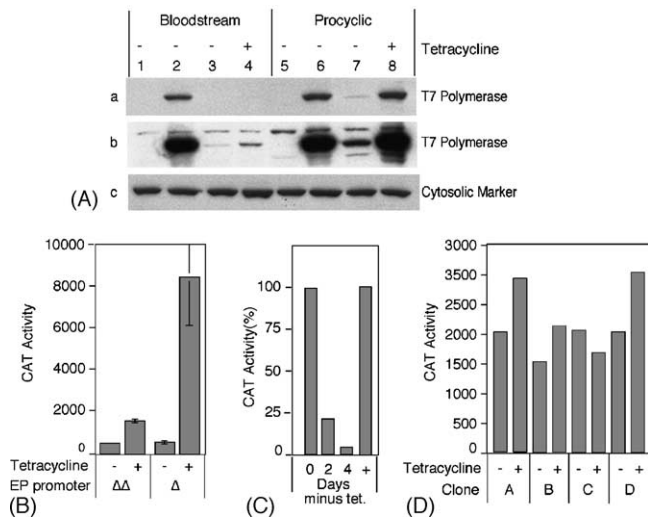 Bloodstream Procyclic
- - - + - - - + Tetracycline
1 2 3 4 5 6 7 8
a T7 Polymerase
b T7 Polymerase
c Cytosolic Marker
(A)
10000
8000
6000
4000
2000
0
CAT Activity
Tetracycline - + - +
EP promoter ΔΔ Δ
(B)
100
75
50
25
0
CAT Activity(%)
0 2 4 +
Days
minus tet.
(C)
3000
3500
2500
2000
1500
1000
500
0
CAT Activity
Tetracycline - + - + - + - +
Clone A B C D
(D)